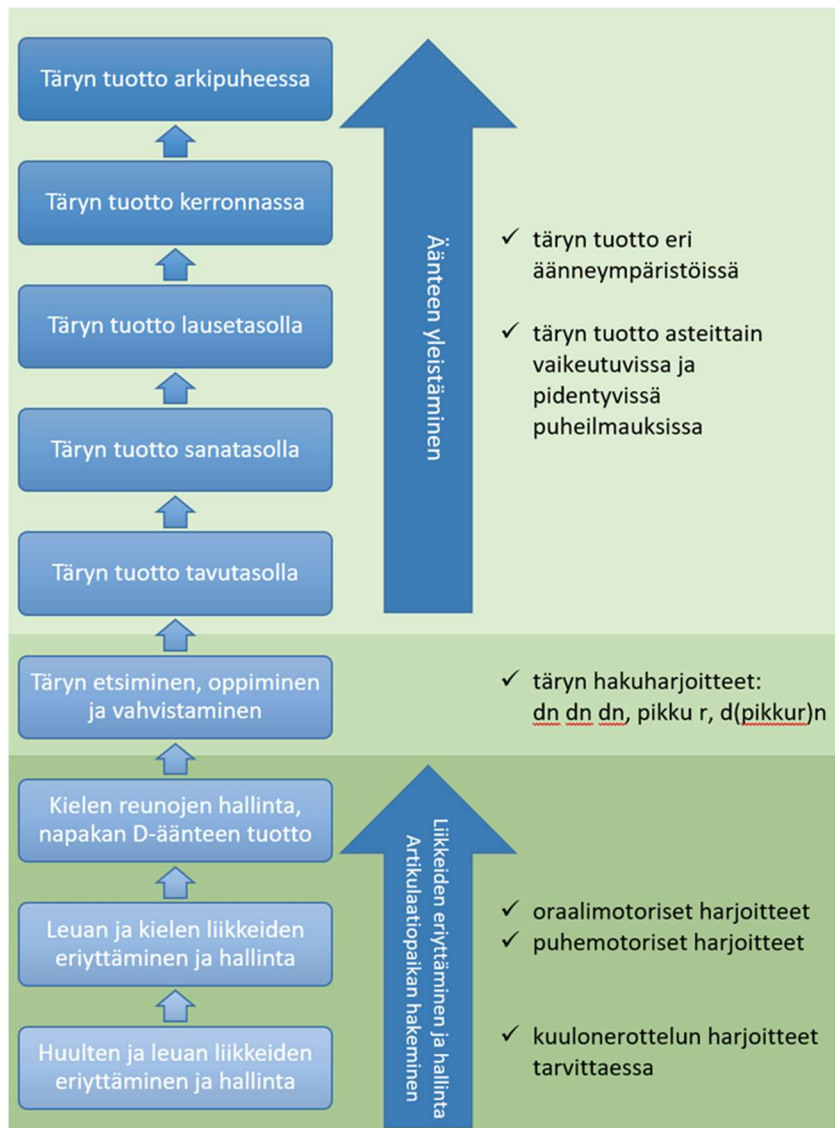 Täryn tuotto arkipuheessa
Täryn tuotto kerronnassa
Täryn tuotto lausetasolla
Täryn tuotto sanatasolla
Täryn tuotto tavutasolla
Äänteen yleistäminen
✓ täryn tuotto eri
äänneympäristöissä
✓ täryn tuotto asteittain
vaikeutuvissa ja
pidentyvissä
puheilmauksissa
Täryn etsiminen, oppiminen
ja vahvistaminen
✓ täryn hakuharjoitteet:
dn dn dn, pikku r, d(pikkur)n
Kielen reunojen hallinta,
napakan D-äänteen tuotto
Leuan ja kielen liikkeiden
eriyttäminen ja hallinta
Huulten ja leuan liikkeiden
eriyttäminen ja hallinta
Liikkeiden eriyttäminen ja hallinta
Artikulaatiopaikan hakeminen
✓ oraalimotoriset harjoitteet
✓ puhemotoriset harjoitteet
✓ kuulonerottelun harjoitteet
tarvittaessa